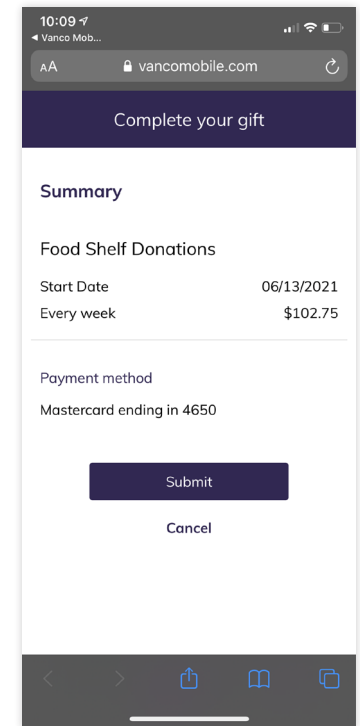 10:09
◀ Vanco Mob...
AA vancomobile.com
Complete your gift
Summary
Food Shelf Donations
Start Date 06/13/2021
Every week $102.75
Payment method
Mastercard ending in 4650
Submit
Cancel